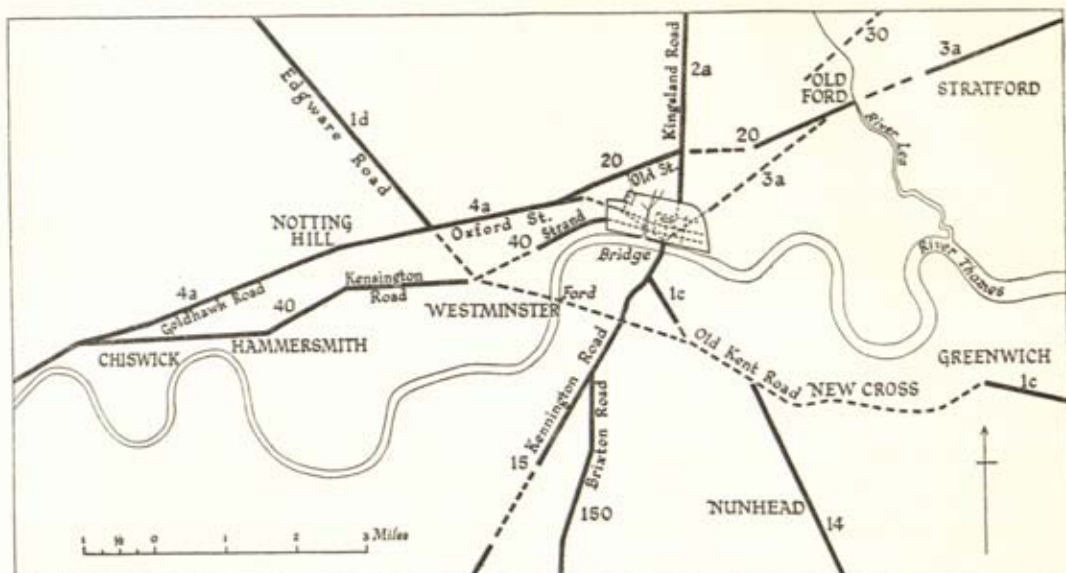 30
3a
OLD
FORD
STRATFORD
Kingsland Road
2a
Edgware Road
1d
20
River Lea
20
Old St.
3a
4a
NOTTING
HILL
Oxford St.
40
Strand
Bridge
River Thames
4a
Goldhawk Road
40
Kensington
Road
WESTMINSTER
Ford
1c
CHISWICK
HAMMERSMITH
Old Kent Road
GREENWICH
1c
NEW CROSS
Kennington Road
15
Brixton Road
150
NUNHEAD
14
1 ½ 0 1 2 3 Miles